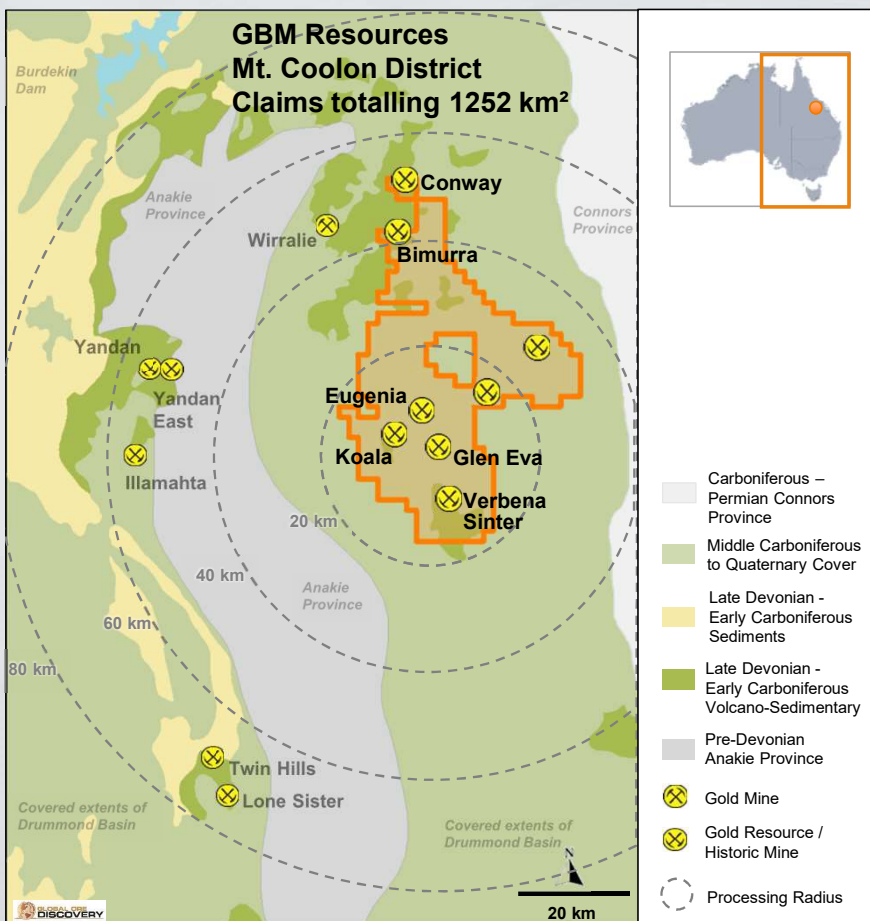 GBM Resources
Mt. Coolon District
Claims totalling 1252 km²
Burdekin
Dam
Anakie
Province
Conway
Connors
Province
Wirralie
Bimurra
Yandan
Yandan
East
Eugenia
Koala
Glen Eva
Illamahta
Verbena
Sinter
20 km
40 km
Anakie
Province
60 km
80 km
Twin Hills
Lone Sister
Covered extents of
Drummond Basin
Covered extents of
Drummond Basin
N
20 km
GLOBAL ORE
DISCOVERY
Carboniferous –
Permian Connors
Province
Middle Carboniferous
to Quaternary Cover
Late Devonian -
Early Carboniferous
Sediments
Late Devonian -
Early Carboniferous
Volcano-Sedimentary
Pre-Devonian
Anakie Province
Gold Mine
Gold Resource /
Historic Mine
Processing Radius